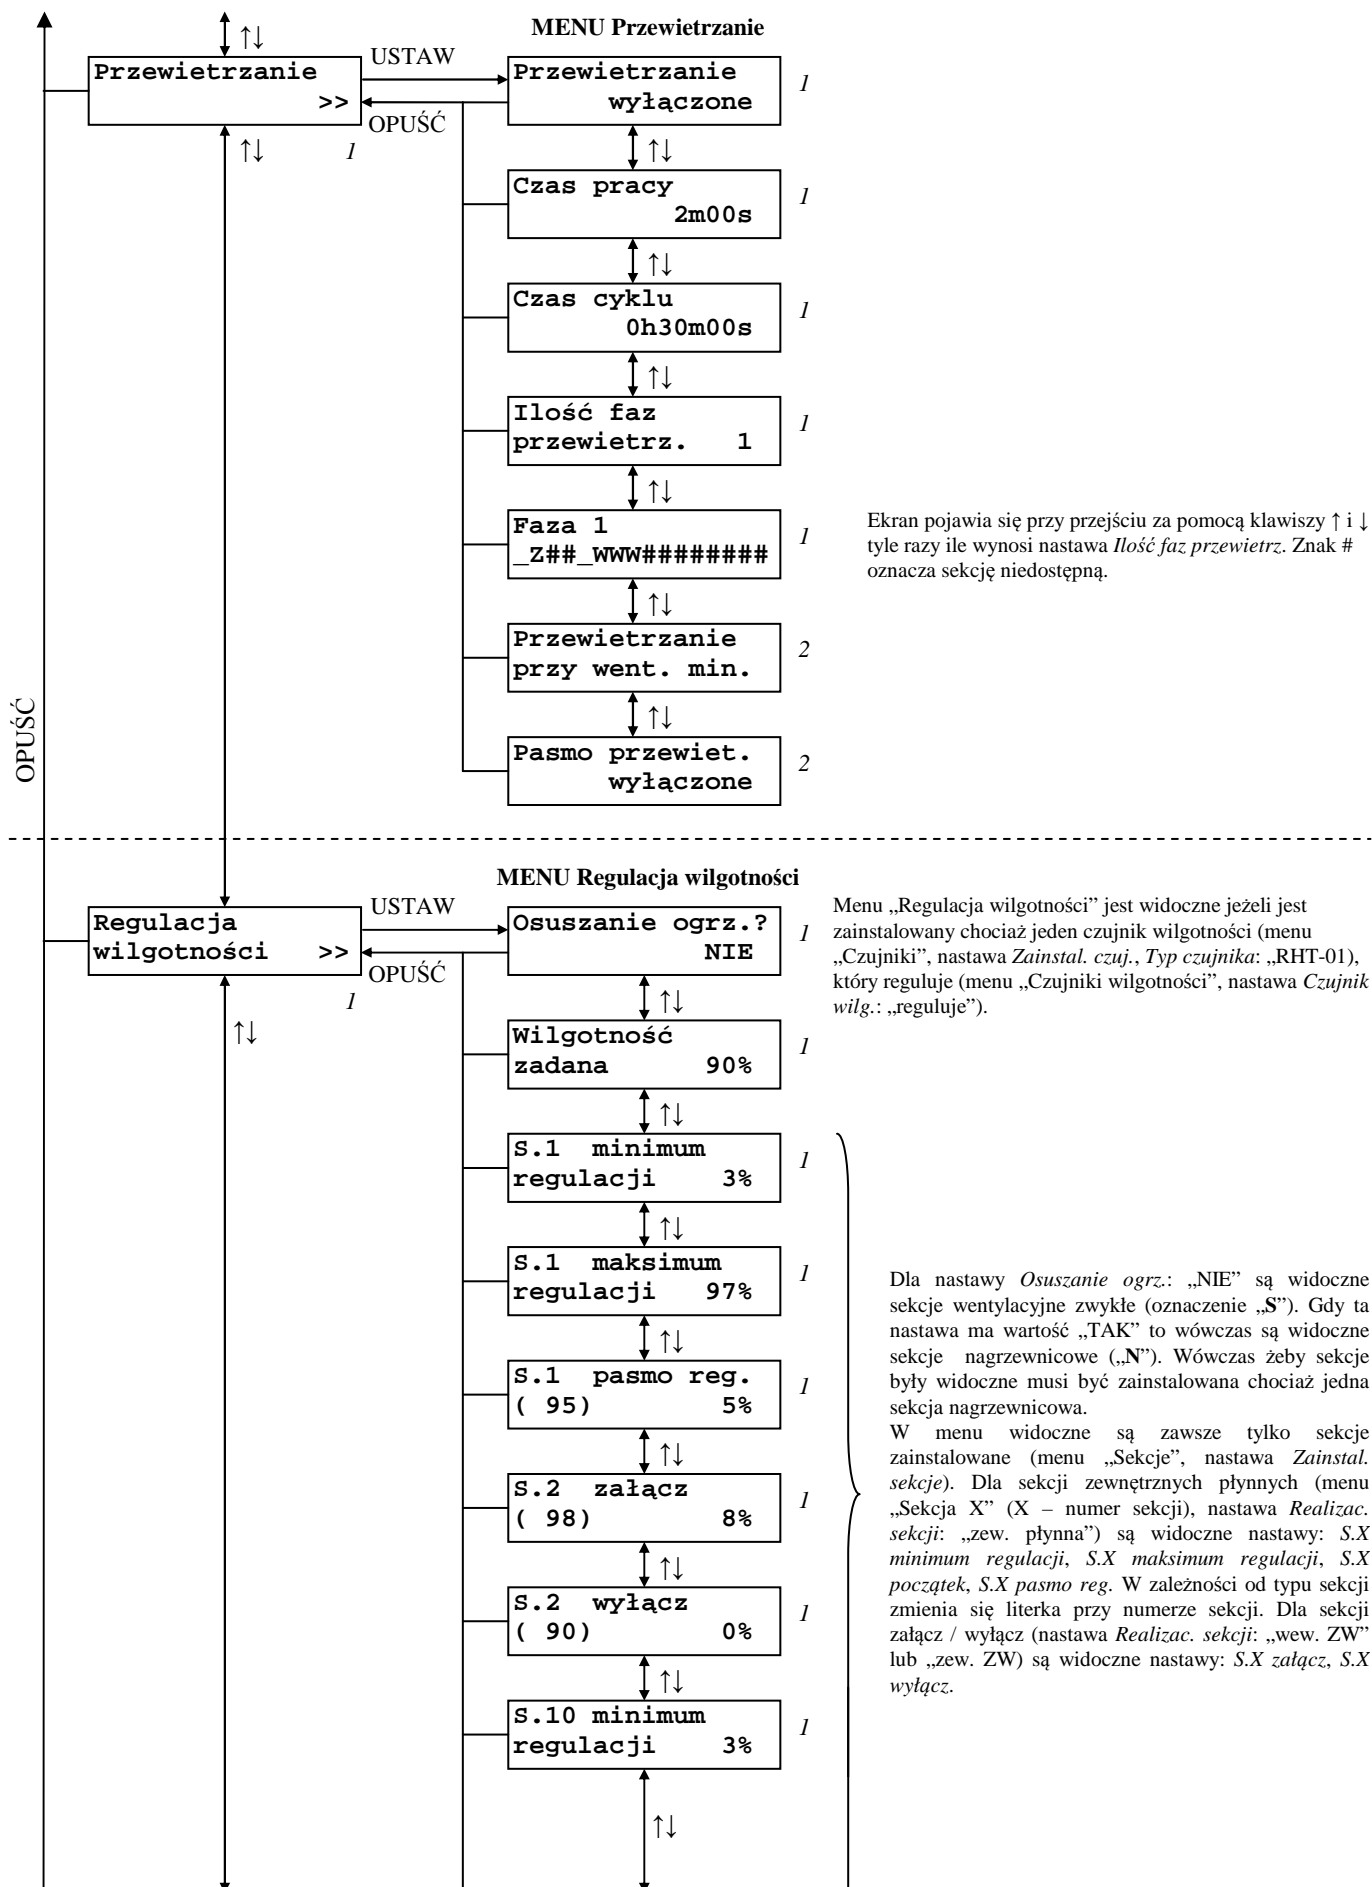 MENU Przewietrzanie
↑↓
Przewietrzanie
>>
USTAW
OPUŚĆ
1
↑↓
Przewietrzanie
wyłączone
1
↑↓
Czas pracy
2m00s
1
↑↓
Czas cyklu
0h30m00s
1
↑↓
Ilość faz
przewietrz. 1
1
↑↓
Faza 1
_Z##_WWW########
1
Ekran pojawia się przy przejściu za pomocą klawiszy ↑ i ↓
tyle razy ile wynosi nastawa Ilość faz przewietrz. Znak #
oznacza sekcję niedostępną.
↑↓
Przewietrzanie
przy went. min.
2
↑↓
Pasmo przewiet.
wyłączone
2
OPUŚĆ
MENU Regulacja wilgotności
Regulacja
wilgotności >>
USTAW
OPUŚĆ
1
↑↓
Osuszanie ogrz.?
NIE
1
Menu „Regulacja wilgotności” jest widoczne jeżeli jest
zainstalowany chociaż jeden czujnik wilgotności (menu
„Czujniki”, nastawa Zainstal. czuj., Typ czujnika: „RHT-01),
który reguluje (menu „Czujniki wilgotności”, nastawa Czujnik
wilg.: „reguluje”).
↑↓
Wilgotność
zadana 90%
1
↑↓
S.1 minimum
regulacji 3%
1
↑↓
S.1 maksimum
regulacji 97%
1
↑↓
S.1 pasmo reg.
( 95) 5%
1
↑↓
S.2 załącz
( 98) 8%
1
↑↓
S.2 wyłącz
( 90) 0%
1
↑↓
S.10 minimum
regulacji 3%
1
↑↓
Dla nastawy Osuszanie ogrz.: „NIE” są widoczne
sekcje wentylacyjne zwykłe (oznaczenie „S”). Gdy ta
nastawa ma wartość „TAK” to wówczas są widoczne
sekcje nagrzewnicowe („N”). Wówczas żeby sekcje
były widoczne musi być zainstalowana chociaż jedna
sekcja nagrzewnicowa.
W menu widoczne są zawsze tylko sekcje
zainstalowane (menu „Sekcje”, nastawa Zainstal.
sekcje). Dla sekcji zewnętrznych płynnych (menu
„Sekcja X” (X – numer sekcji), nastawa Realizac.
sekcji: „zew. płynna”) są widoczne nastawy: S.X
minimum regulacji, S.X maksimum regulacji, S.X
początek, S.X pasmo reg. W zależności od typu sekcji
zmienia się literka przy numerze sekcji. Dla sekcji
załącz / wyłącz (nastawa Realizac. sekcji: „wew. ZW”
lub „zew. ZW) są widoczne nastawy: S.X załącz, S.X
wyłącz.